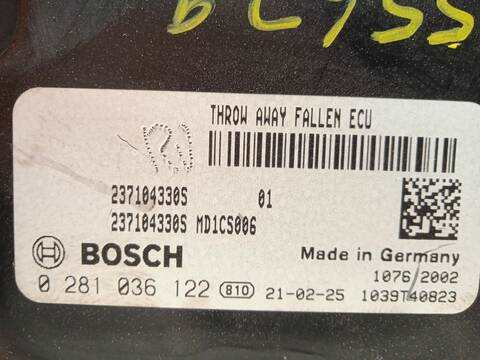 THROW AWAY FALLEN ECU
237104330S 01
237104330S MD1CS006
BOSCH
Made in Germany
0 281 036 122 810 21-02-25
1076/2002
1039T40823